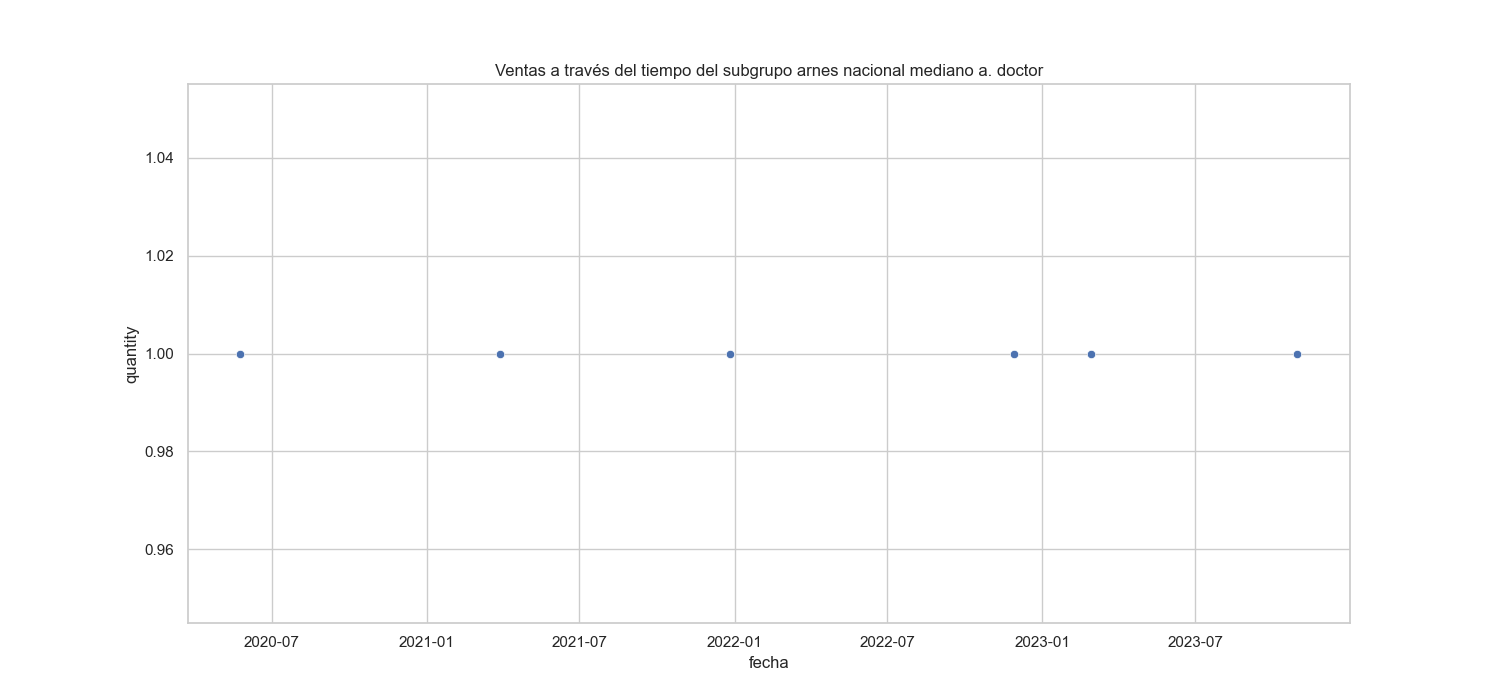 Ventas a través del tiempo del subgrupo arnes nacional mediano a. doctor
1.04
1.02
1.00
0.98
0.96
quantity
2020-07 2021-01 2021-07 2022-01 2022-07 2023-01 2023-07
fecha